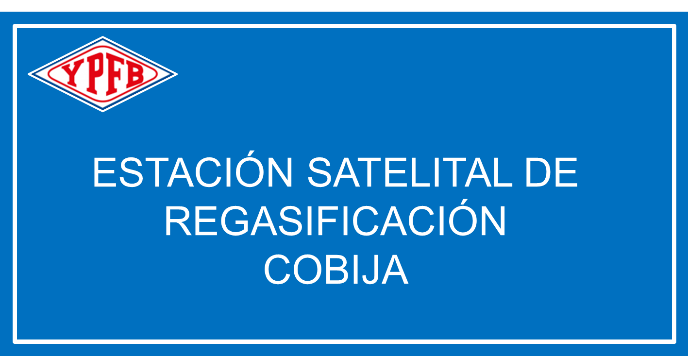 YPFB
ESTACIÓN SATELITAL DE
REGASIFICACIÓN
COBIJA